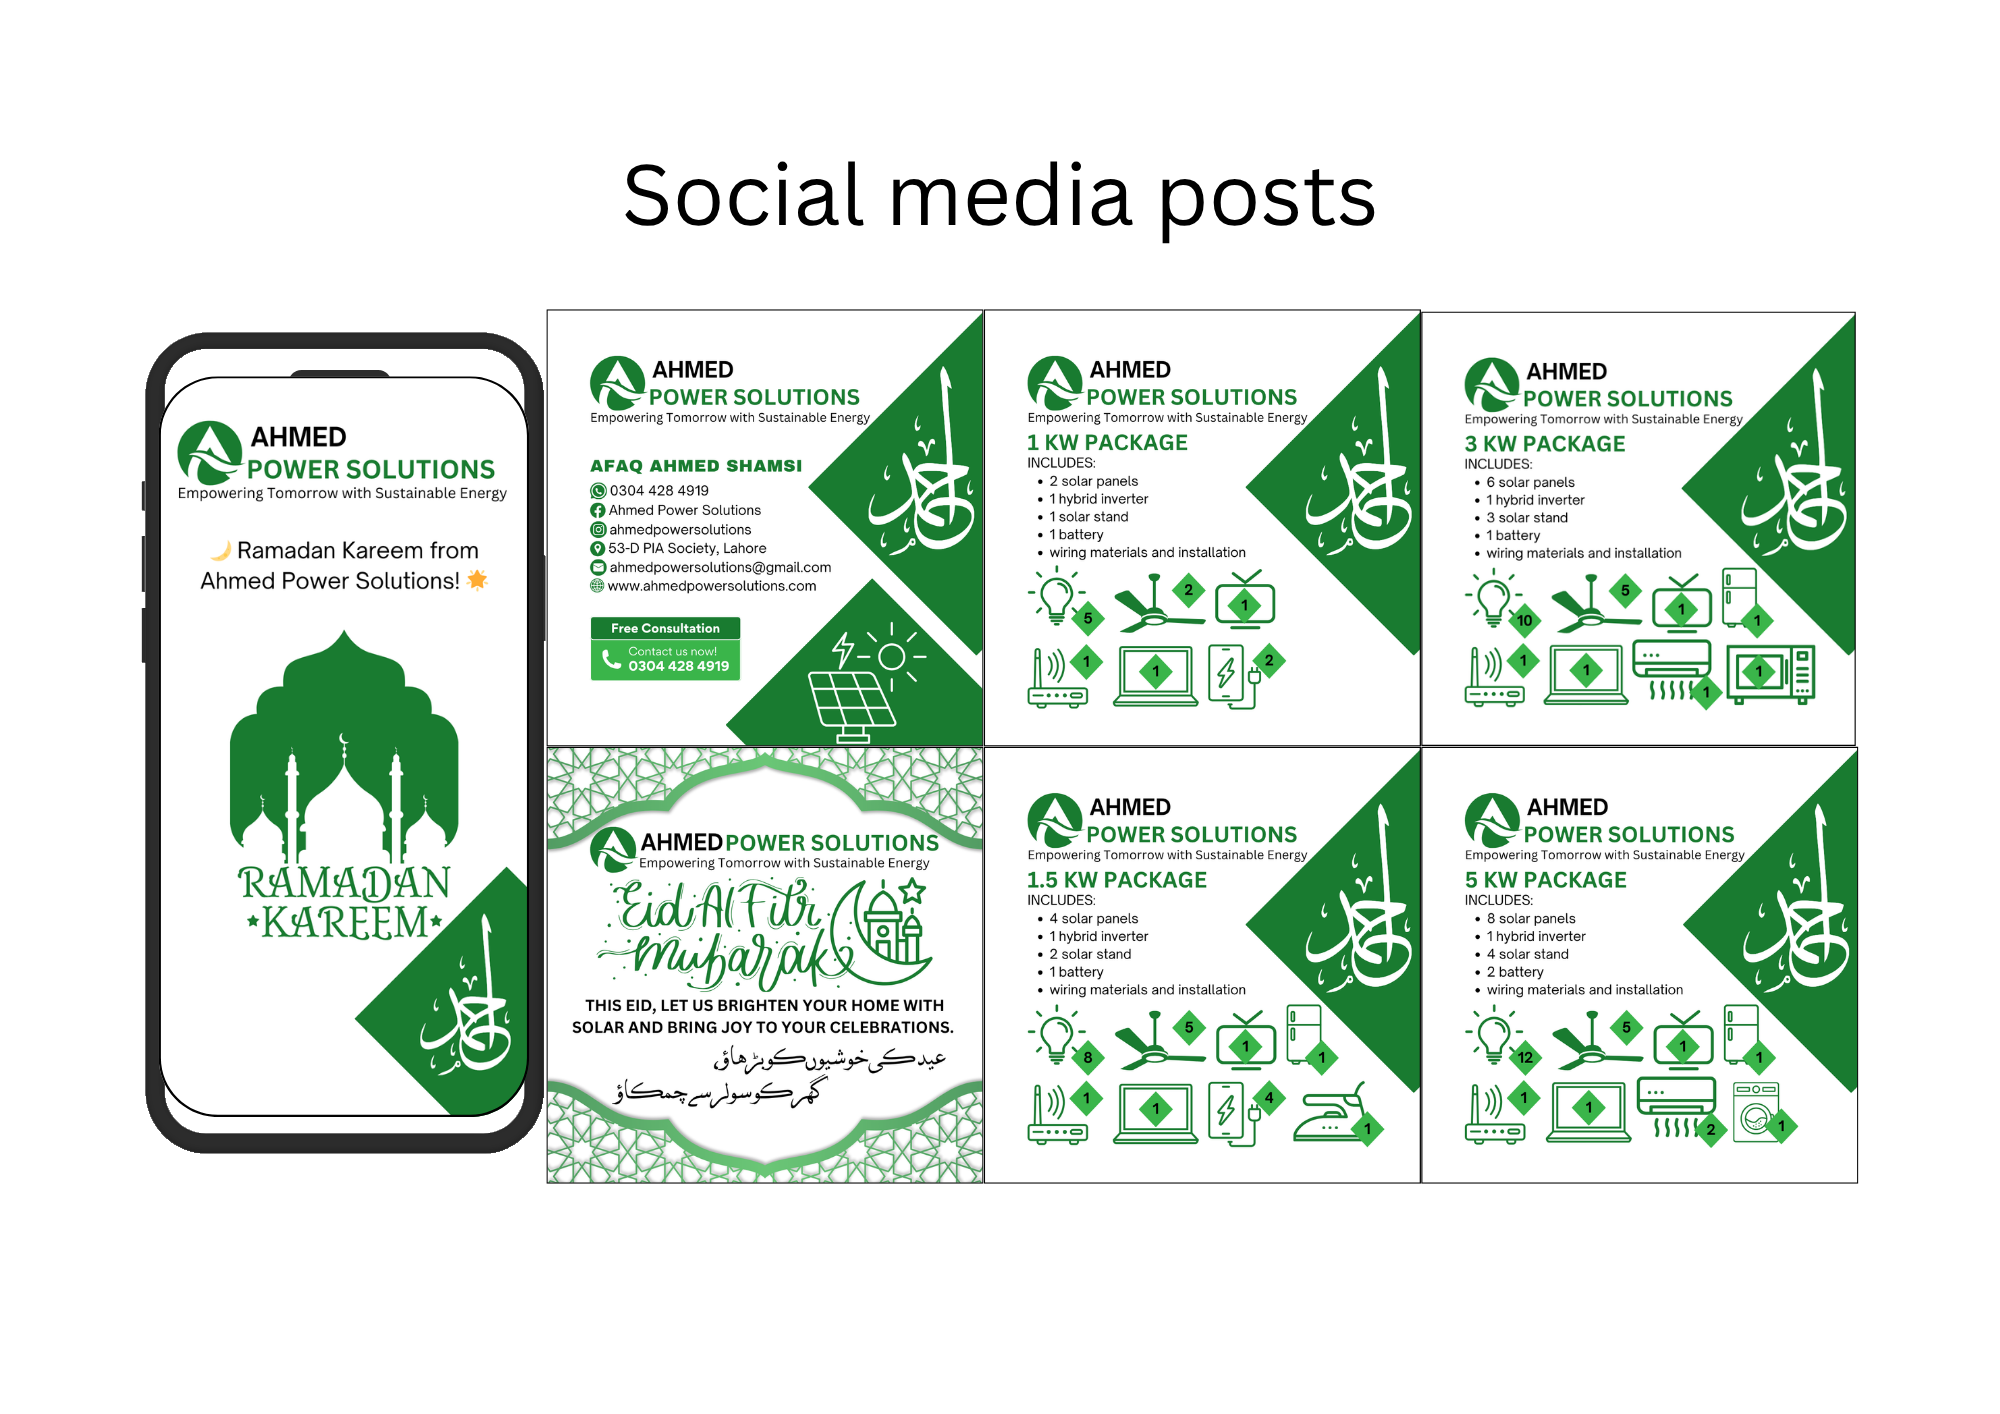 Social media posts
AHMED
POWER SOLUTIONS
Empowering Tomorrow with Sustainable Energy
🌙 Ramadan Kareem from
Ahmed Power Solutions! 🌟
RAMADAN
★KAREEM★
احمد
AHMED
POWER SOLUTIONS
Empowering Tomorrow with Sustainable Energy
AFAQ AHMED SHAMSI
0304 428 4919
Ahmed Power Solutions
ahmedpowersolutions
53-D PIA Society, Lahore
ahmedpowersolutions@gmail.com
www.ahmedpowersolutions.com
Free Consultation
Contact us now!
0304 428 4919
احمد
AHMED
POWER SOLUTIONS
Empowering Tomorrow with Sustainable Energy
1 KW PACKAGE
INCLUDES:
• 2 solar panels
• 1 hybrid inverter
• 1 solar stand
• 1 battery
• wiring materials and installation
5 2 1
1 1 2
احمد
AHMED
POWER SOLUTIONS
Empowering Tomorrow with Sustainable Energy
3 KW PACKAGE
INCLUDES:
• 6 solar panels
• 1 hybrid inverter
• 3 solar stand
• 1 battery
• wiring materials and installation
10 5 1 1
1 1 1 1
احمد
AHMED POWER SOLUTIONS
Empowering Tomorrow with Sustainable Energy
Eid Al Fitr
mubarak
THIS EID, LET US BRIGHTEN YOUR HOME WITH
SOLAR AND BRING JOY TO YOUR CELEBRATIONS.
عید کی خوشیوں کو بڑھاؤ،
گھر کو سولر سے چمکاؤ
AHMED
POWER SOLUTIONS
Empowering Tomorrow with Sustainable Energy
1.5 KW PACKAGE
INCLUDES:
• 4 solar panels
• 1 hybrid inverter
• 2 solar stand
• 1 battery
• wiring materials and installation
8 5 1 1
1 1 4 1
احمد
AHMED
POWER SOLUTIONS
Empowering Tomorrow with Sustainable Energy
5 KW PACKAGE
INCLUDES:
• 8 solar panels
• 1 hybrid inverter
• 4 solar stand
• 2 battery
• wiring materials and installation
12 5 1 1
1 1 2 1
احمد